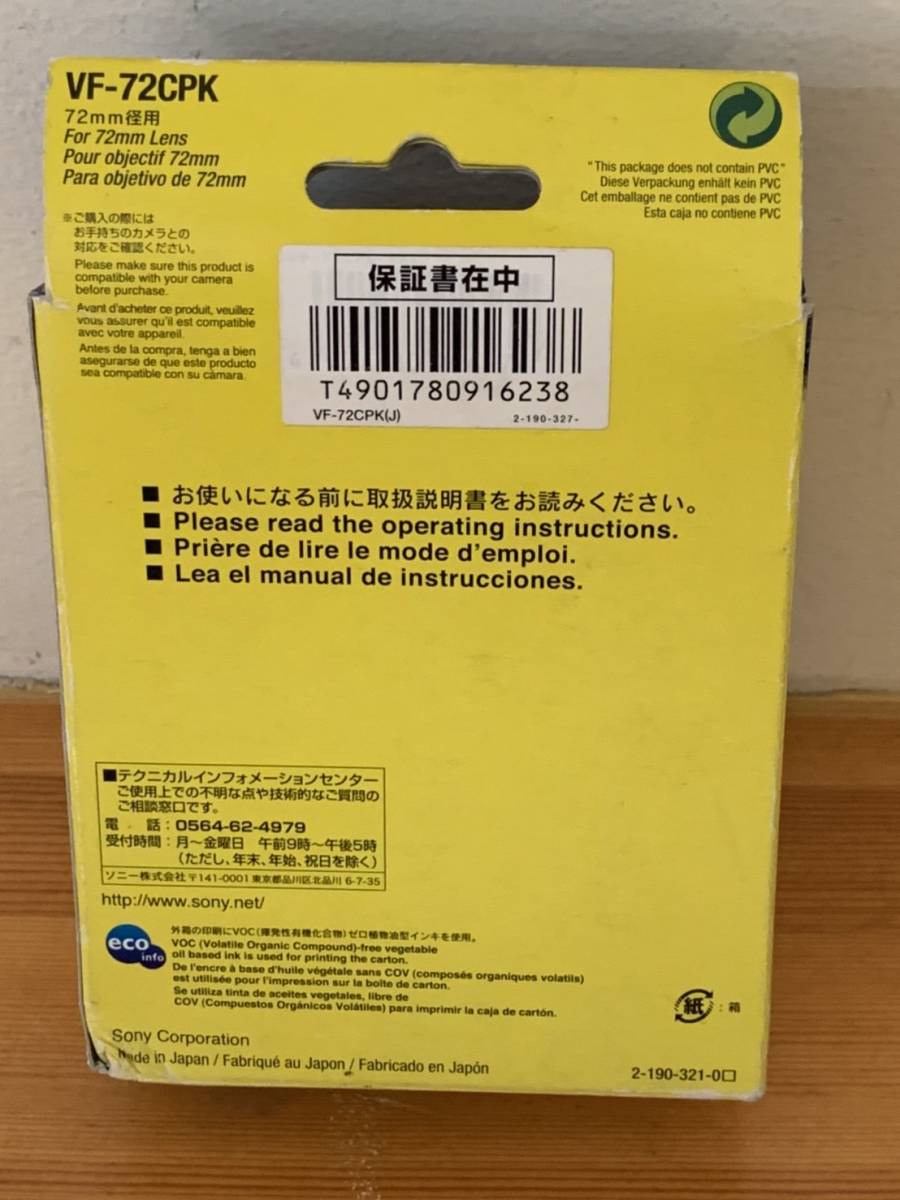 VF-72CPK
72mm径用
For 72mm Lens
Pour objectif 72mm
Para objetivo de 72mm
"This package does not contain PVC"
Diese Verpackung enhält kein PVC
Cet emballage ne contient pas de PVC
Esta caja no contiene PVC
※ご購入の際には
お手持ちのカメラとの
対応をご確認ください。
Please make sure this product is
compatible with your camera
before purchase.
Avant d'acheter ce produit, veuillez
vous assurer qu'il est compatible
avec votre appareil.
Antes de la compra, tenga a bien
asegurarse de que este producto
sea compatible con su cámara.
保証書在中
T4901780916238
VF-72CPK(J)
2-190-327-
■ お使いになる前に取扱説明書をお読みください。
■ Please read the operating instructions.
■ Prière de lire le mode d'emploi.
■ Lea el manual de instrucciones.
■テクニカルインフォメーションセンター
ご使用上での不明な点や技術的なご質問の
ご相談窓口です。
電　話：0564-62-4979
受付時間：月～金曜日　午前9時～午後5時
（ただし、年末、年始、祝日を除く）
ソニー株式会社 〒141-0001 東京都品川区北品川 6-7-35
http://www.sony.net/
eco
info
外箱の印刷にVOC（揮発性有機化合物）ゼロ植物油型インキを使用。
VOC (Volatile Organic Compound)-free vegetable
oil based ink is used for printing the carton.
De l'encre à base d'huile végétale sans COV (composés organiques volatils)
est utilisée pour l'impression sur la boîte de carton.
Se utiliza tinta de aceites vegetales, libre de
COV (Compuestos Orgánicos Volátiles) para imprimir la caja de cartón.
紙：箱
Sony Corporation
Made in Japan / Fabriqué au Japon / Fabricado en Japón
2-190-321-0□